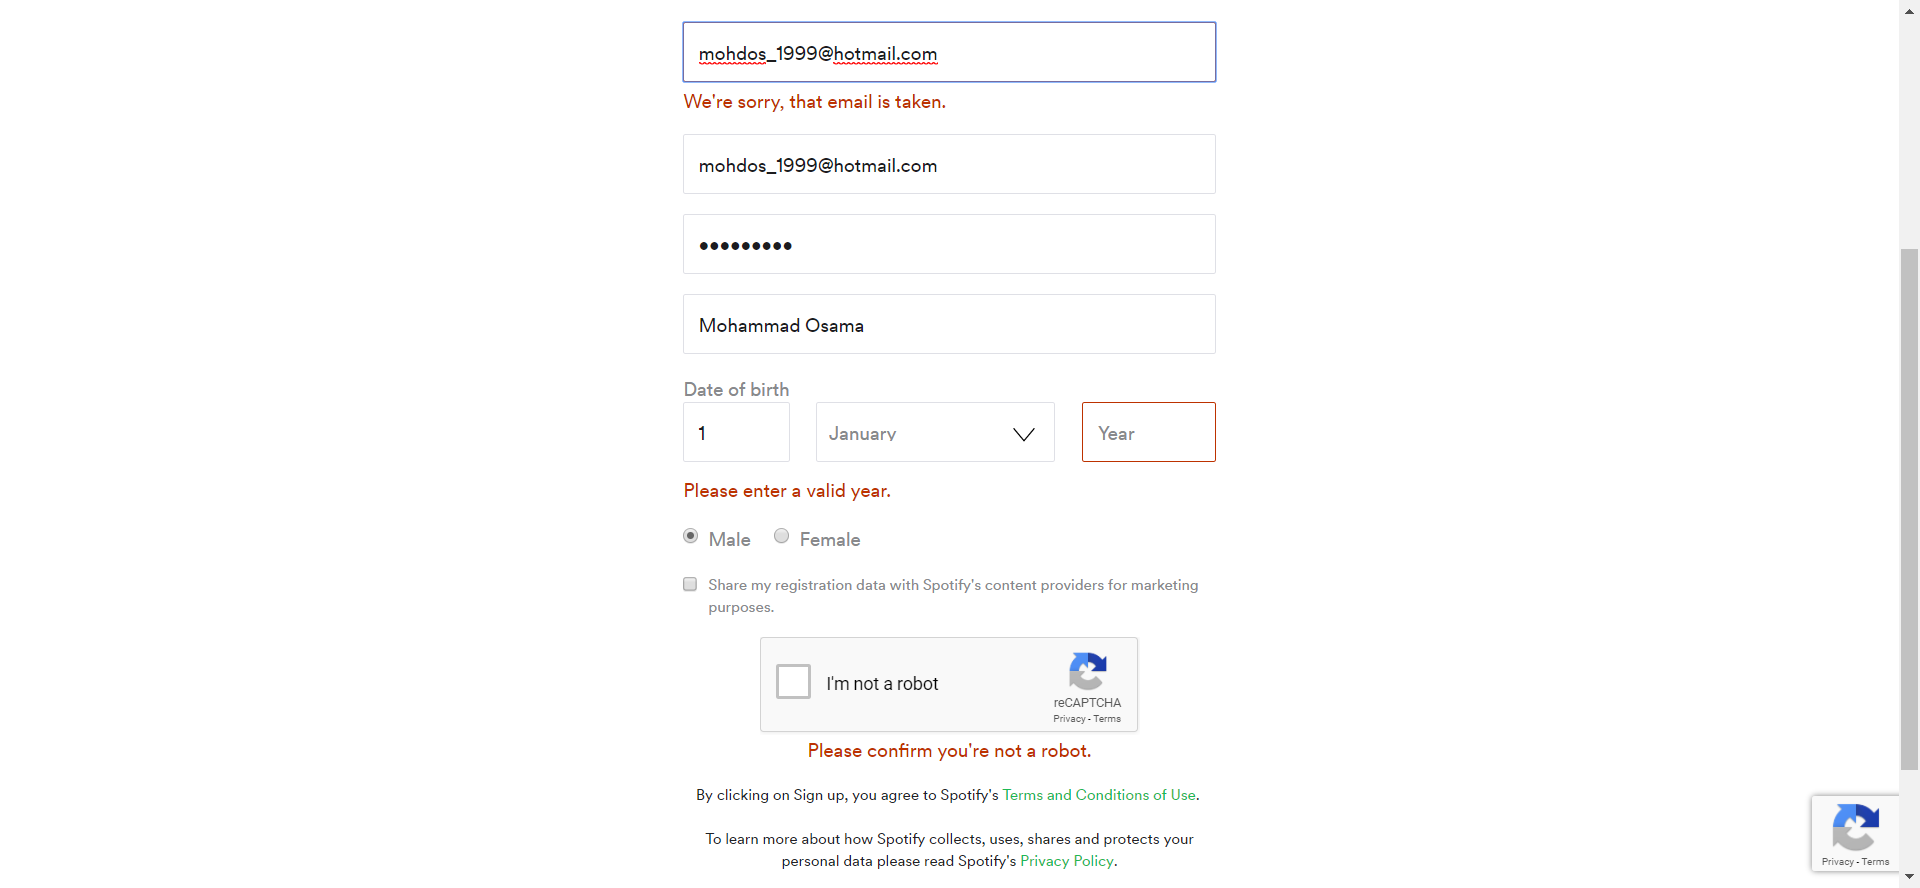 mohdos_1999@hotmail.com
We're sorry, that email is taken.
mohdos_1999@hotmail.com
•••••••••
Mohammad Osama
Date of birth
1 January Year
Please enter a valid year.
Male Female
Share my registration data with Spotify's content providers for marketing
purposes.
I'm not a robot
reCAPTCHA
Privacy - Terms
Please confirm you're not a robot.
By clicking on Sign up, you agree to Spotify's Terms and Conditions of Use.
To learn more about how Spotify collects, uses, shares and protects your
personal data please read Spotify's Privacy Policy.
Privacy - Terms